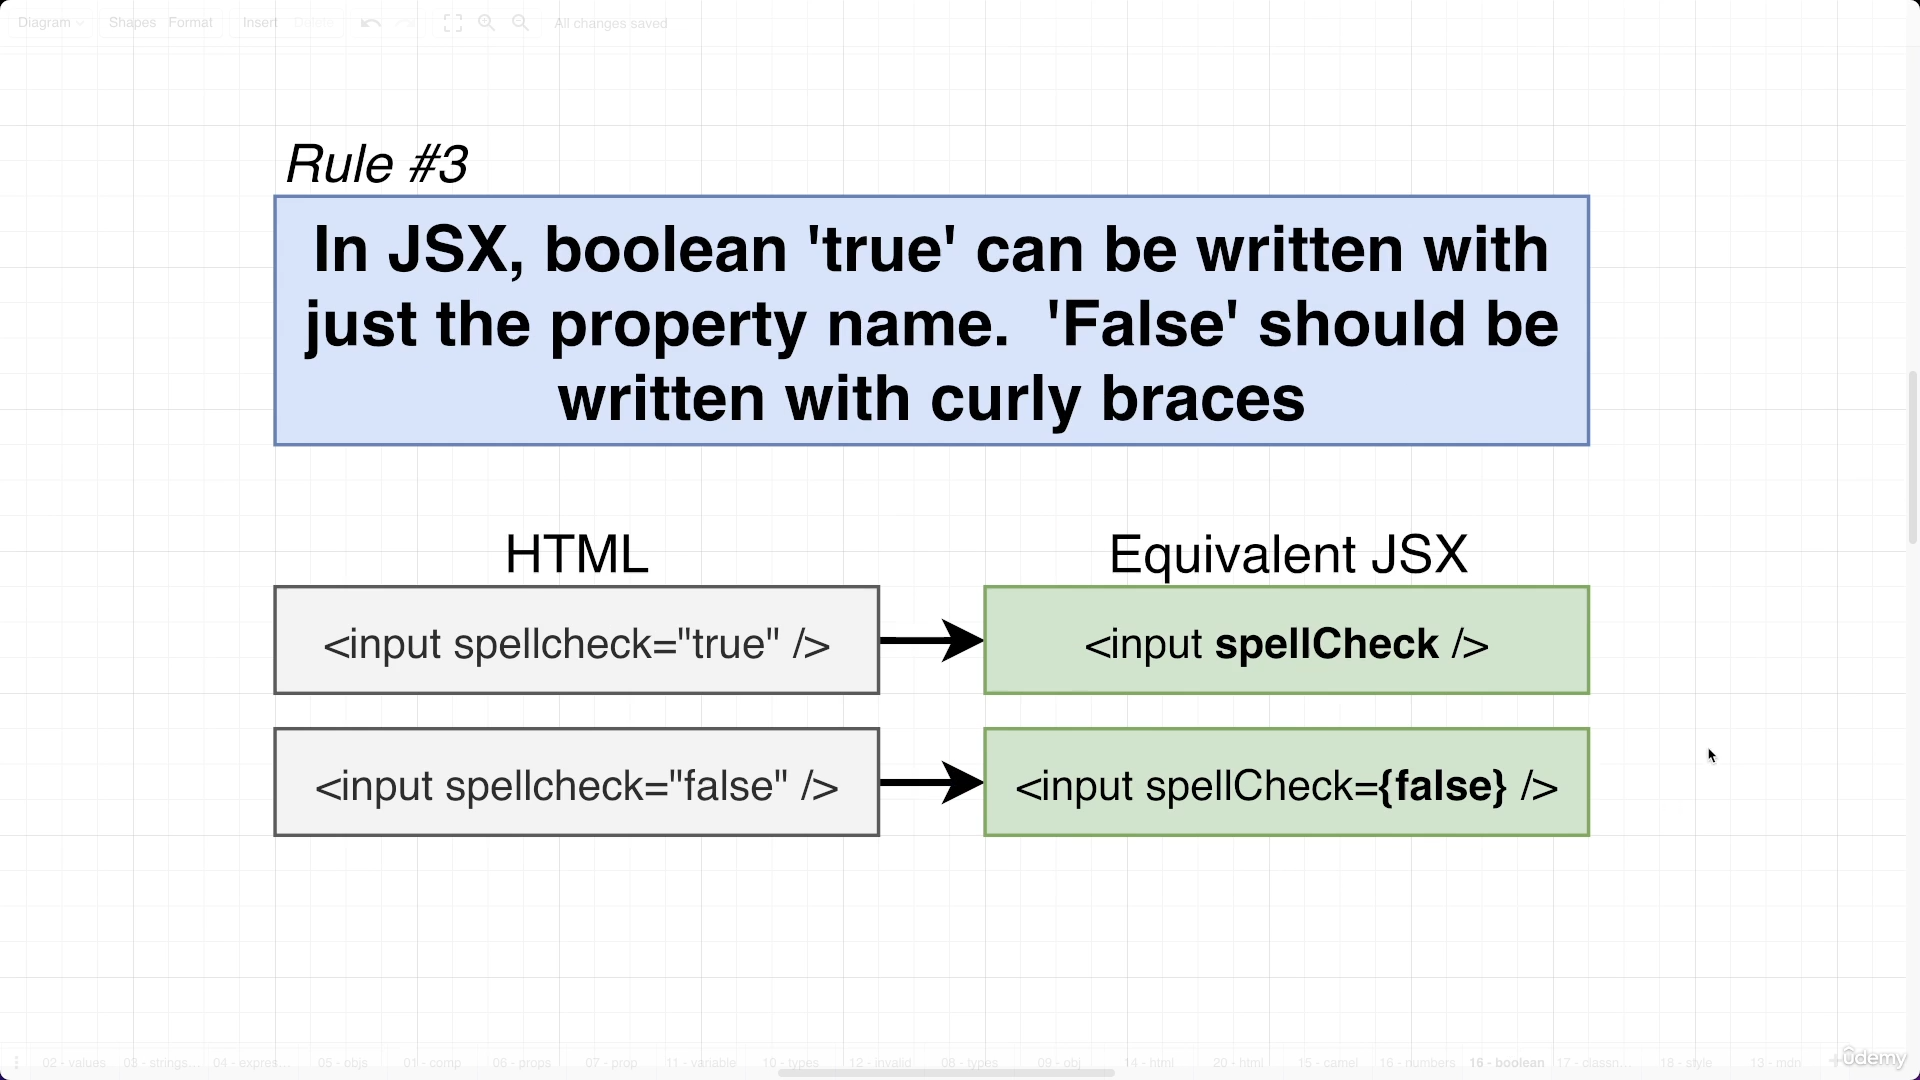 Diagram Shapes Format Insert Delete All changes saved
Rule #3
In JSX, boolean 'true' can be written with
just the property name.  'False' should be
written with curly braces
HTML Equivalent JSX
<input spellcheck="true" /> <input spellCheck />
<input spellcheck="false" /> <input spellCheck={false} />
02 - values 03 - strings... 04 - expres... 05 - objs 01 - comp 06 - props 07 - prop 11 - variable 10 - types 12 - invalid 08 - types 09 - obj 14 - html 20 - html 15 - camel 16 - numbers 16 - boolean 17 - classn... 18 - style 13 - mdn
ûdemy